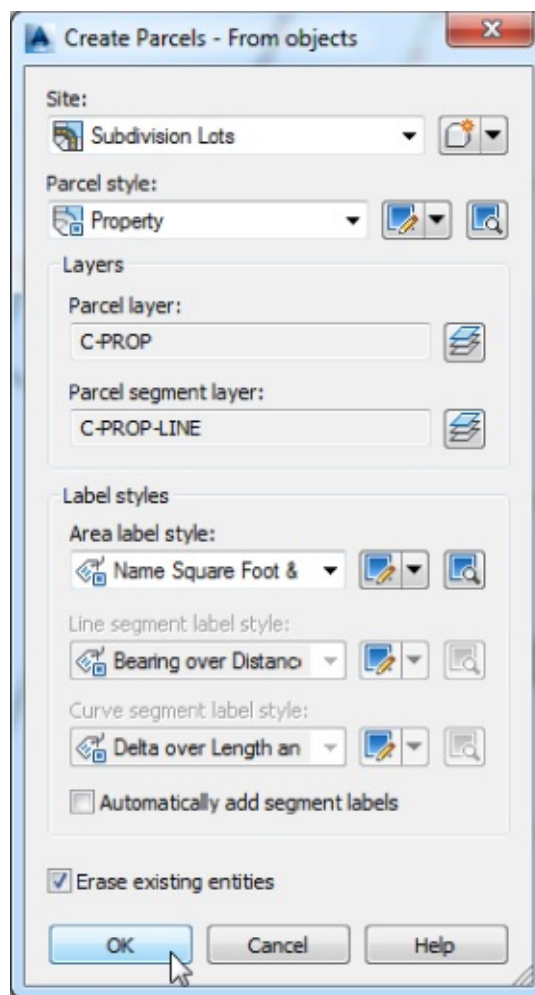 Create Parcels - From objects
Site:
Subdivision Lots
Parcel style:
Property
Layers
Parcel layer:
C-PROP
Parcel segment layer:
C-PROP-LINE
Label styles
Area label style:
Name Square Foot &
Line segment label style:
Bearing over Distanc
Curve segment label style:
Delta over Length an
Automatically add segment labels
Erase existing entities
OK Cancel Help